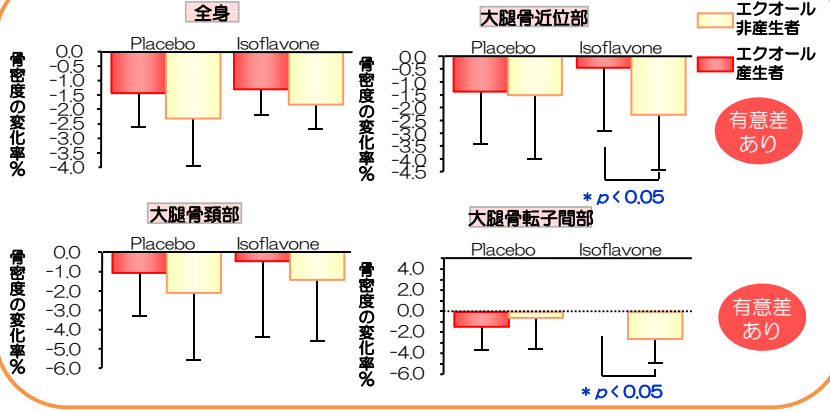 全身
骨密度の変化率%
Placebo Isoflavone
0.0
-0.5
-1.0
-1.5
-2.0
-2.5
-3.0
-3.5
-4.0
大腿骨近位部
骨密度の変化率%
Placebo Isoflavone
0.0
-0.5
-1.0
-1.5
-2.0
-2.5
-3.0
-3.5
-4.0
-4.5
* p<0.05
エクオール
非産生者
エクオール
産生者
有意差
あり
大腿骨頸部
骨密度の変化率%
Placebo Isoflavone
0.0
-1.0
-2.0
-3.0
-4.0
-5.0
-6.0
大腿骨転子間部
骨密度の変化率%
Placebo Isoflavone
4.0
2.0
0.0
-2.0
-4.0
-6.0
* p<0.05
有意差
あり